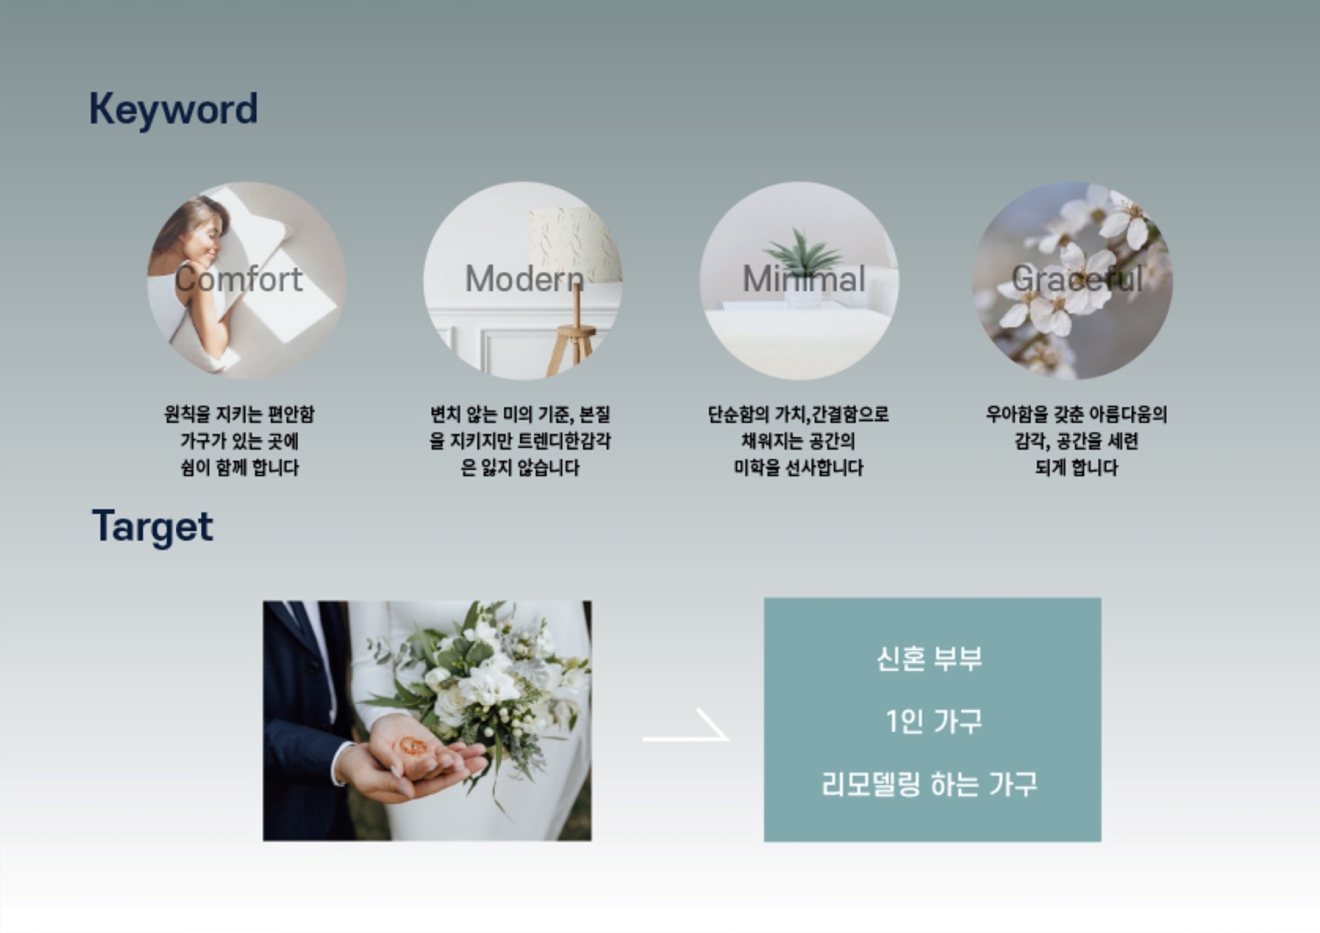 Keyword
Comfort
Modern
Minimal
Graceful
원칙을 지키는 편안함
가구가 있는 곳에
쉼이 함께 합니다
변치 않는 미의 기준, 본질
을 지키지만 트렌디한감각
은 잃지 않습니다
단순함의 가치,간결함으로
채워지는 공간의
미학을 선사합니다
우아함을 갖춘 아름다움의
감각, 공간을 세련
되게 합니다
Target
신혼 부부
1인 가구
리모델링 하는 가구